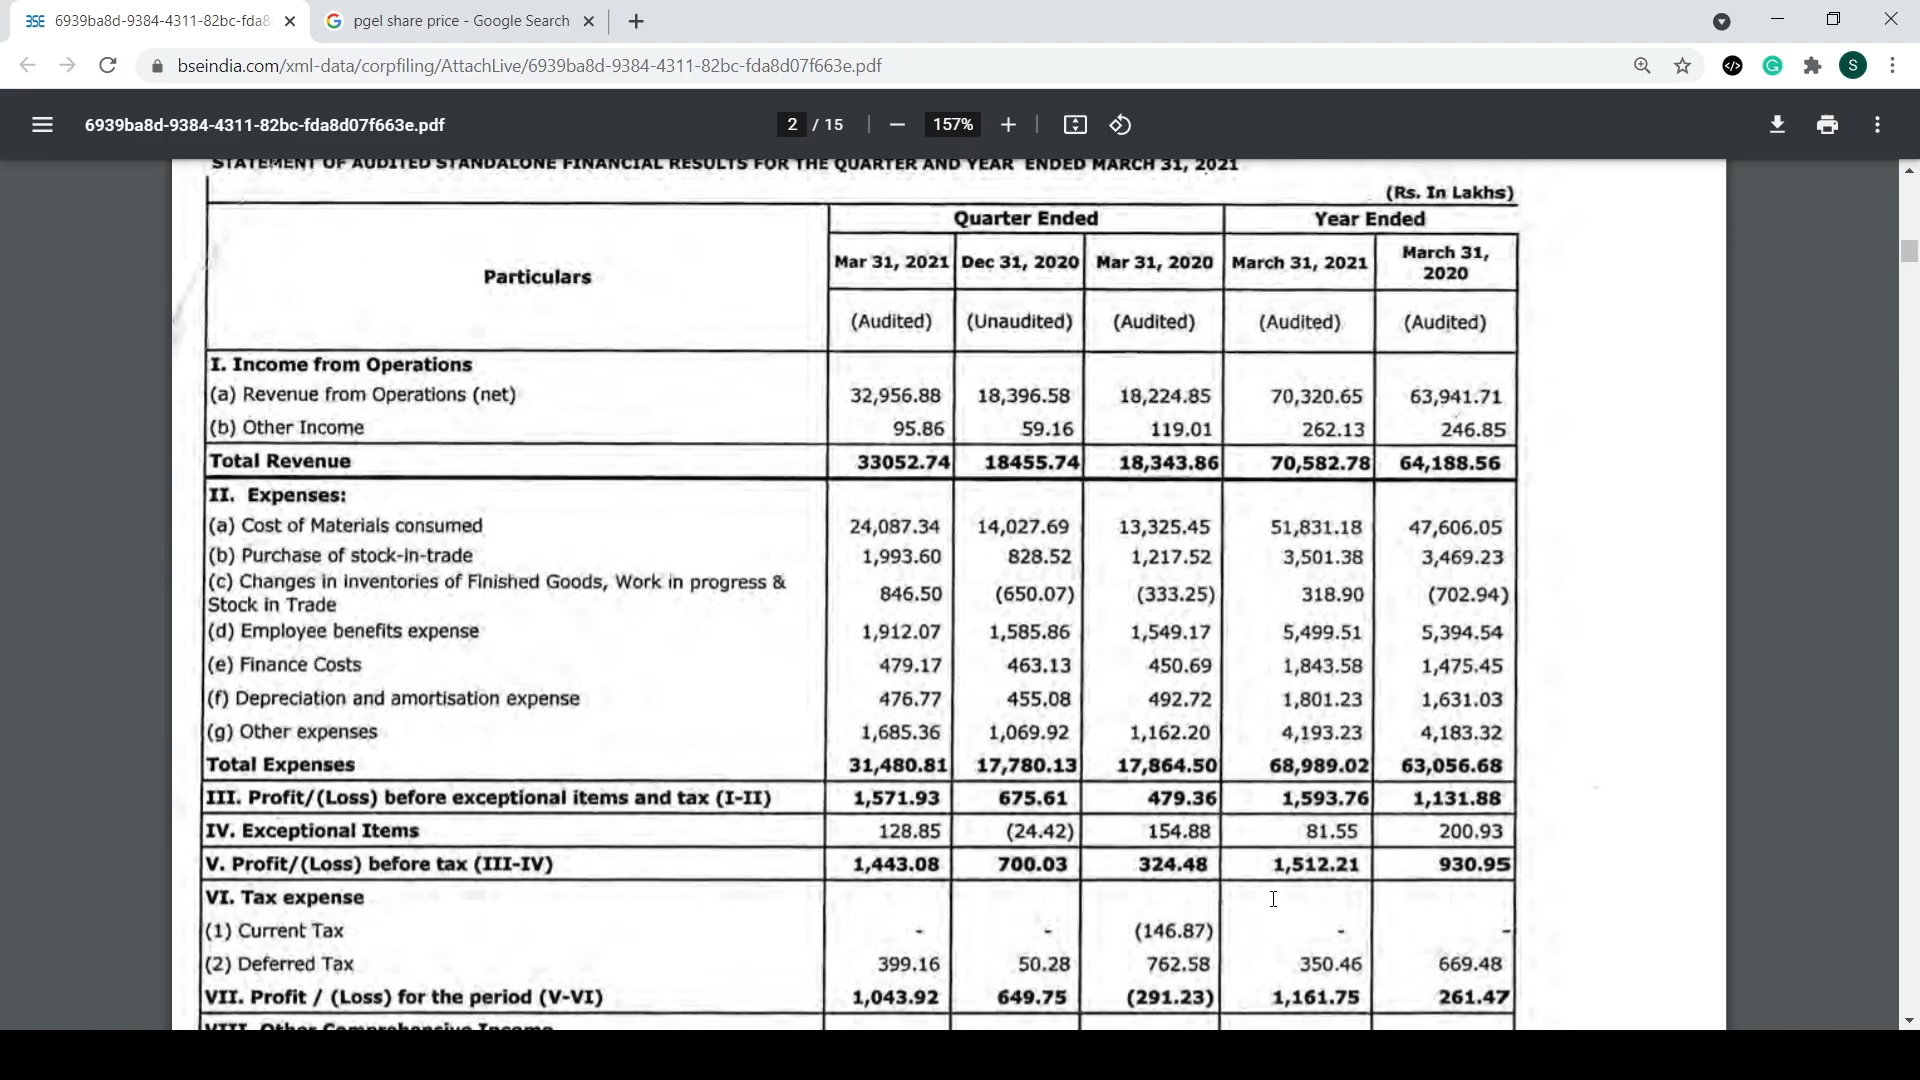 6939ba8d-9384-4311-82bc-fda8
pgel share price - Google Search
bseindia.com/xml-data/corpfiling/AttachLive/6939ba8d-9384-4311-82bc-fda8d07f663e.pdf
6939ba8d-9384-4311-82bc-fda8d07f663e.pdf
2 / 15
157%
STATEMENT OF AUDITED STANDALONE FINANCIAL RESULTS FOR THE QUARTER AND YEAR ENDED MARCH 31, 2021
(Rs. In Lakhs)
Particulars Quarter Ended Year Ended
Mar 31, 2021 Dec 31, 2020 Mar 31, 2020 March 31, 2021 March 31, 2020
(Audited) (Unaudited) (Audited) (Audited) (Audited)
I. Income from Operations
(a) Revenue from Operations (net) 32,956.88 18,396.58 18,224.85 70,320.65 63,941.71
(b) Other Income 95.86 59.16 119.01 262.13 246.85
Total Revenue 33052.74 18455.74 18,343.86 70,582.78 64,188.56
II. Expenses:
(a) Cost of Materials consumed 24,087.34 14,027.69 13,325.45 51,831.18 47,606.05
(b) Purchase of stock-in-trade 1,993.60 828.52 1,217.52 3,501.38 3,469.23
(c) Changes in inventories of Finished Goods, Work in progress &
Stock in Trade 846.50 (650.07) (333.25) 318.90 (702.94)
(d) Employee benefits expense 1,912.07 1,585.86 1,549.17 5,499.51 5,394.54
(e) Finance Costs 479.17 463.13 450.69 1,843.58 1,475.45
(f) Depreciation and amortisation expense 476.77 455.08 492.72 1,801.23 1,631.03
(g) Other expenses 1,685.36 1,069.92 1,162.20 4,193.23 4,183.32
Total Expenses 31,480.81 17,780.13 17,864.50 68,989.02 63,056.68
III. Profit/(Loss) before exceptional items and tax (I-II) 1,571.93 675.61 479.36 1,593.76 1,131.88
IV. Exceptional Items 128.85 (24.42) 154.88 81.55 200.93
V. Profit/(Loss) before tax (III-IV) 1,443.08 700.03 324.48 1,512.21 930.95
VI. Tax expense
(1) Current Tax - - (146.87) - -
(2) Deferred Tax 399.16 50.28 762.58 350.46 669.48
VII. Profit / (Loss) for the period (V-VI) 1,043.92 649.75 (291.23) 1,161.75 261.47
VIII. Other Comprehensive Income